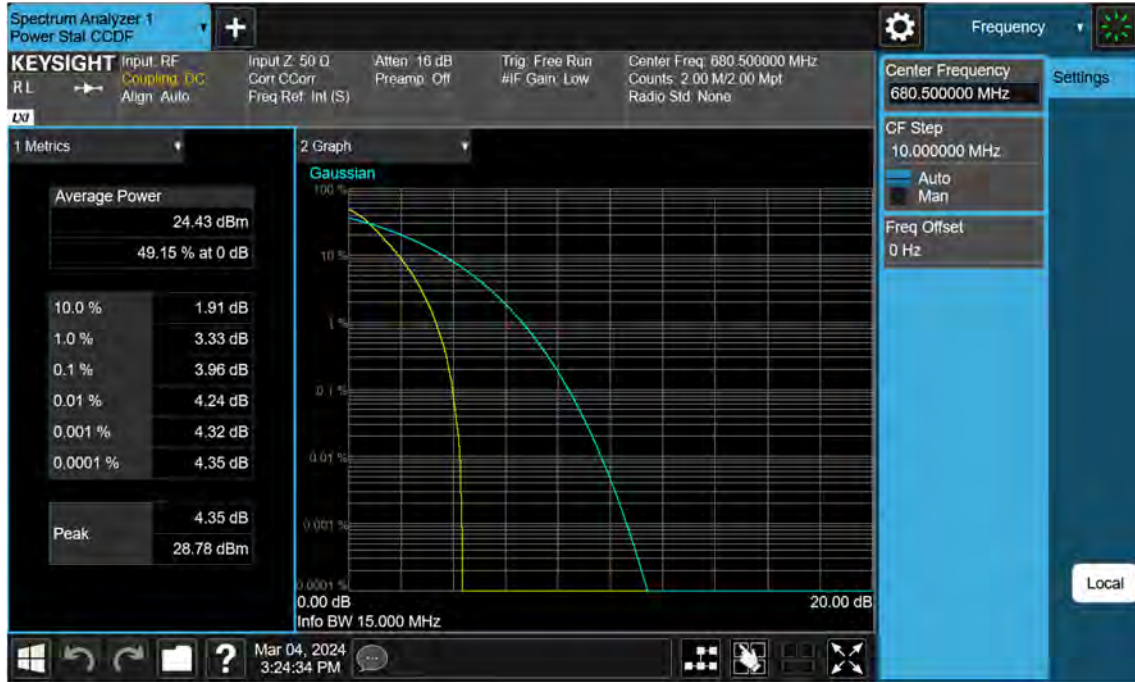 Spectrum Analyzer 1
Power Stat CCDF
Frequency
KEYSIGHT
Input: RF
Coupling: DC
Align: Auto
Input Z: 50 Ω
Corr CCorr
Freq Ref: Int (S)
Atten: 16 dB
Preamp: Off
Trig: Free Run
#IF Gain: Low
Center Freq: 680.500000 MHz
Counts: 2.00 M/2.00 Mpt
Radio Std: None
R L
LXI
Center Frequency
680.500000 MHz
Settings
CF Step
10.000000 MHz
Auto
Man
Freq Offset
0 Hz
1 Metrics
Average Power
24.43 dBm
49.15 % at 0 dB
10.0 % 1.91 dB
1.0 % 3.33 dB
0.1 % 3.96 dB
0.01 % 4.24 dB
0.001 % 4.32 dB
0.0001 % 4.35 dB
Peak
4.35 dB
28.78 dBm
2 Graph
Gaussian
100 %
10 %
1 %
0.1 %
0.01 %
0.001 %
0.0001 %
0.00 dB
20.00 dB
Info BW 15.000 MHz
Local
Mar 04, 2024
3:24:34 PM